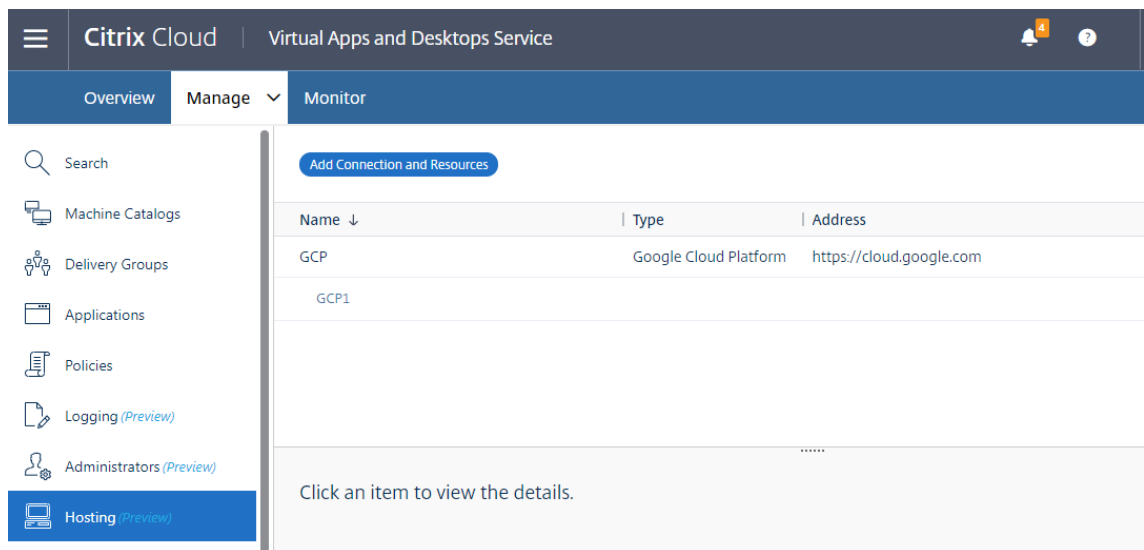 Citrix Cloud
Virtual Apps and Desktops Service
4
?
Overview
Manage
Monitor
Search
Machine Catalogs
Delivery Groups
Applications
Policies
Logging (Preview)
Administrators (Preview)
Hosting (Preview)
Add Connection and Resources
Name ↓ Type Address
GCP Google Cloud Platform https://cloud.google.com
GCP1
Click an item to view the details.